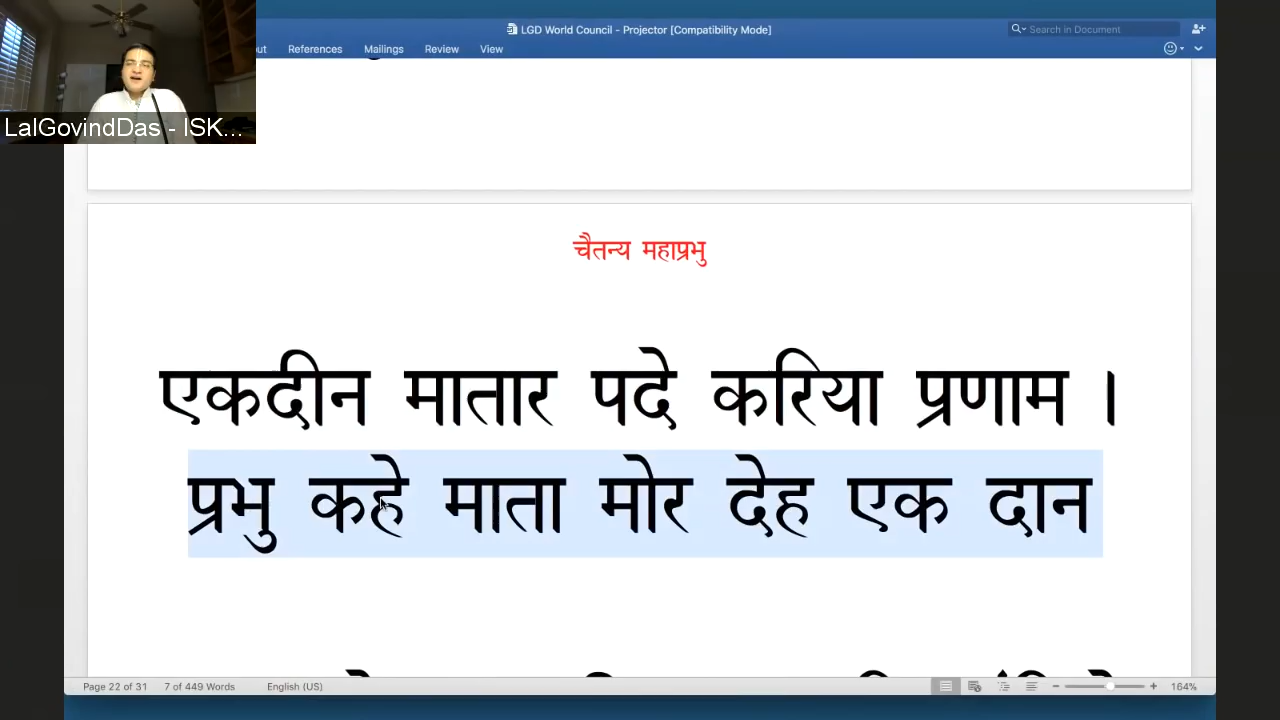 LGD World Council - Projector [Compatibility Mode]
Search in Document
References Mailings Review View
LalGovindDas - ISK...
चैतन्य महाप्रभु
एकदीन मातार पदे करिया प्रणाम ।
प्रभु कहे माता मोर देह एक दान
Page 22 of 31 7 of 449 Words English (US) 164%